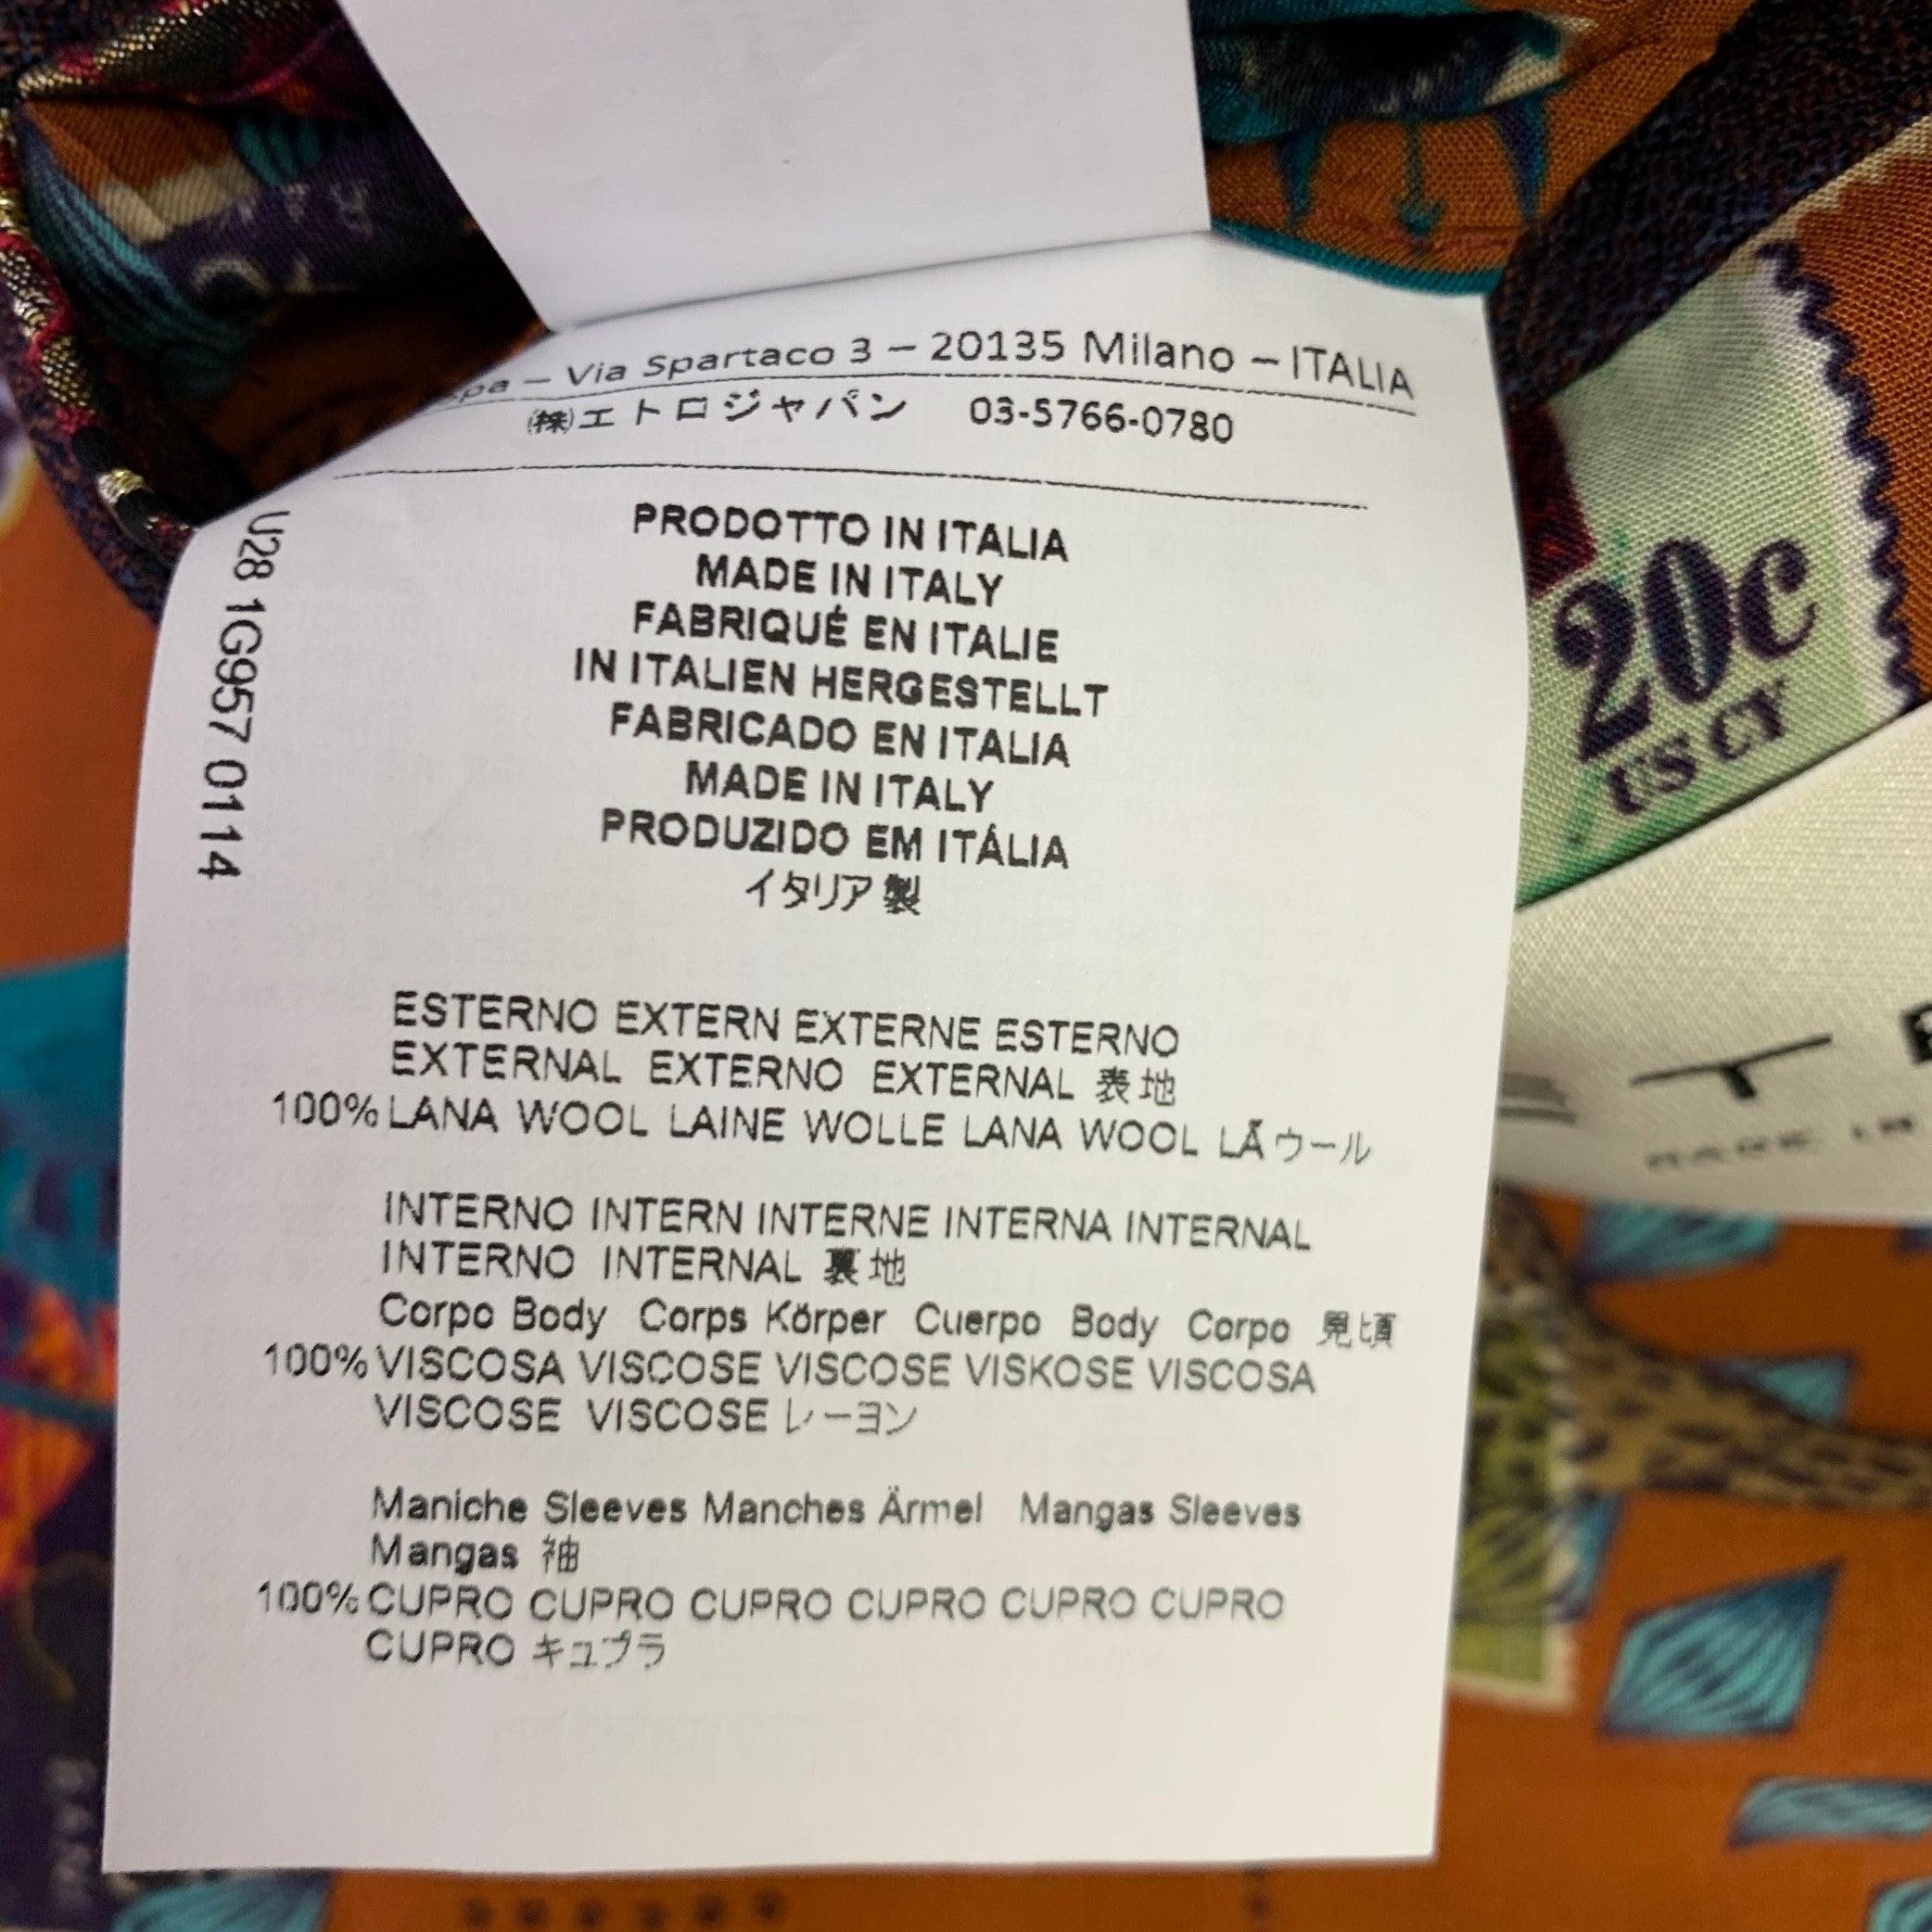 spa – Via Spartaco 3 – 20135 Milano – ITALIA
㈱エトロジャパン 03-5766-0780
U28 1G957 0114
PRODOTTO IN ITALIA
MADE IN ITALY
FABRIQUÉ EN ITALIE
IN ITALIEN HERGESTELLT
FABRICADO EN ITALIA
MADE IN ITALY
PRODUZIDO EM ITÁLIA
イタリア製
ESTERNO EXTERN EXTERNE ESTERNO
EXTERNAL EXTERNO EXTERNAL 表地
100% LANA WOOL LAINE WOLLE LANA WOOL LÃ ウール
INTERNO INTERN INTERNE INTERNA INTERNAL
INTERNO INTERNAL 裏地
Corpo Body Corps Körper Cuerpo Body Corpo 見頃
100% VISCOSA VISCOSE VISCOSE VISKOSE VISCOSA
VISCOSE VISCOSE レーヨン
Maniche Sleeves Manches Ärmel Mangas Sleeves
Mangas 袖
100% CUPRO CUPRO CUPRO CUPRO CUPRO CUPRO
CUPRO キュプラ
20c
US CY
MADE IN